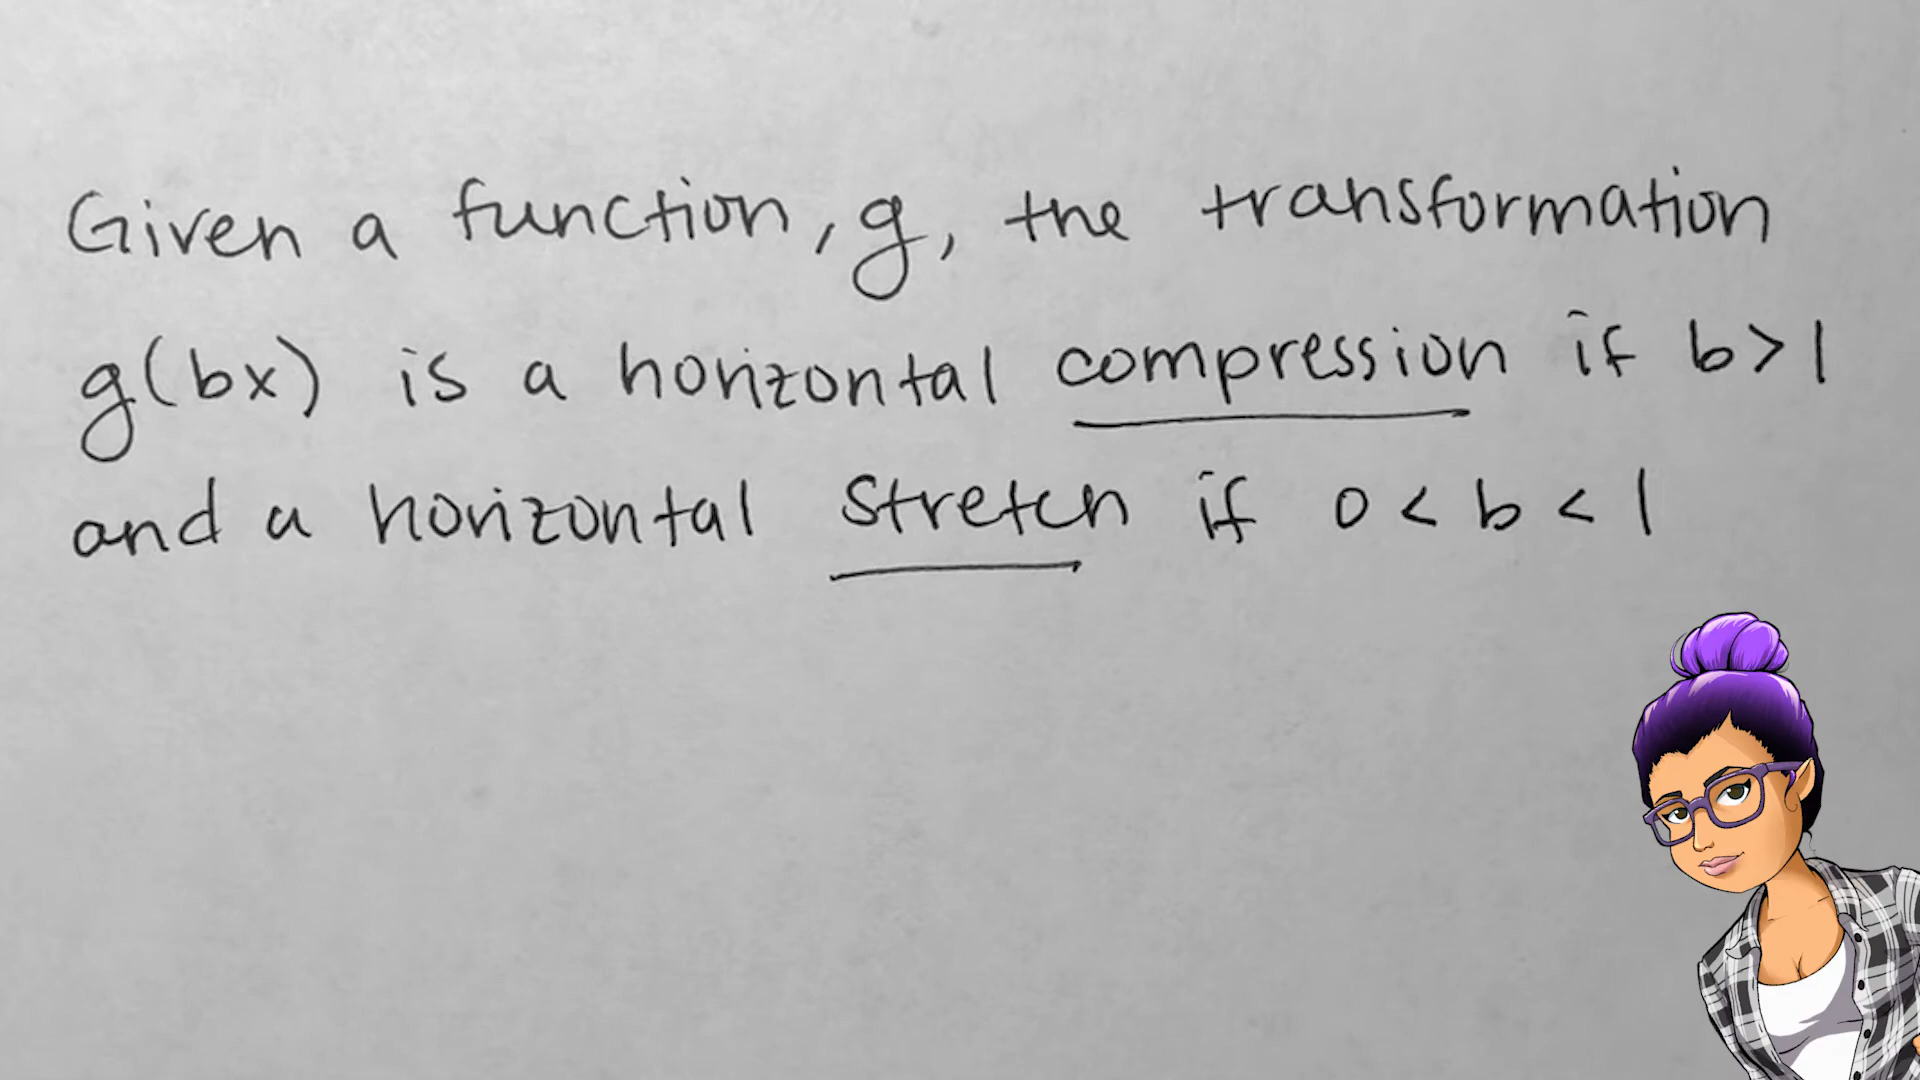 Given a function, g, the transformation
g(bx) is a horizontal compression if b>1
and a horizontal stretch if 0 < b < 1